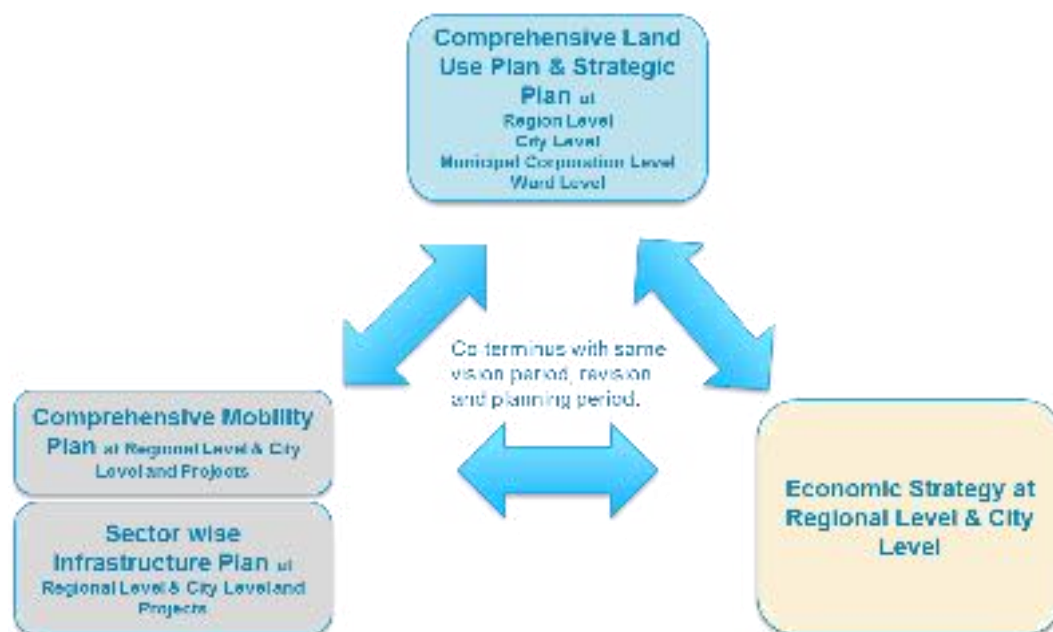 Comprehensive Land
Use Plan & Strategic
Plan at
Region Level
City Level
Municipal Corporation Level
Ward Level
Co-terminus with same
vision period, revision
and planning period.
Comprehensive Mobility
Plan at Regional Level & City
Level and Projects
Sector wise
Infrastructure Plan at
Regional Level & City Level and
Projects
Economic Strategy at
Regional Level & City
Level